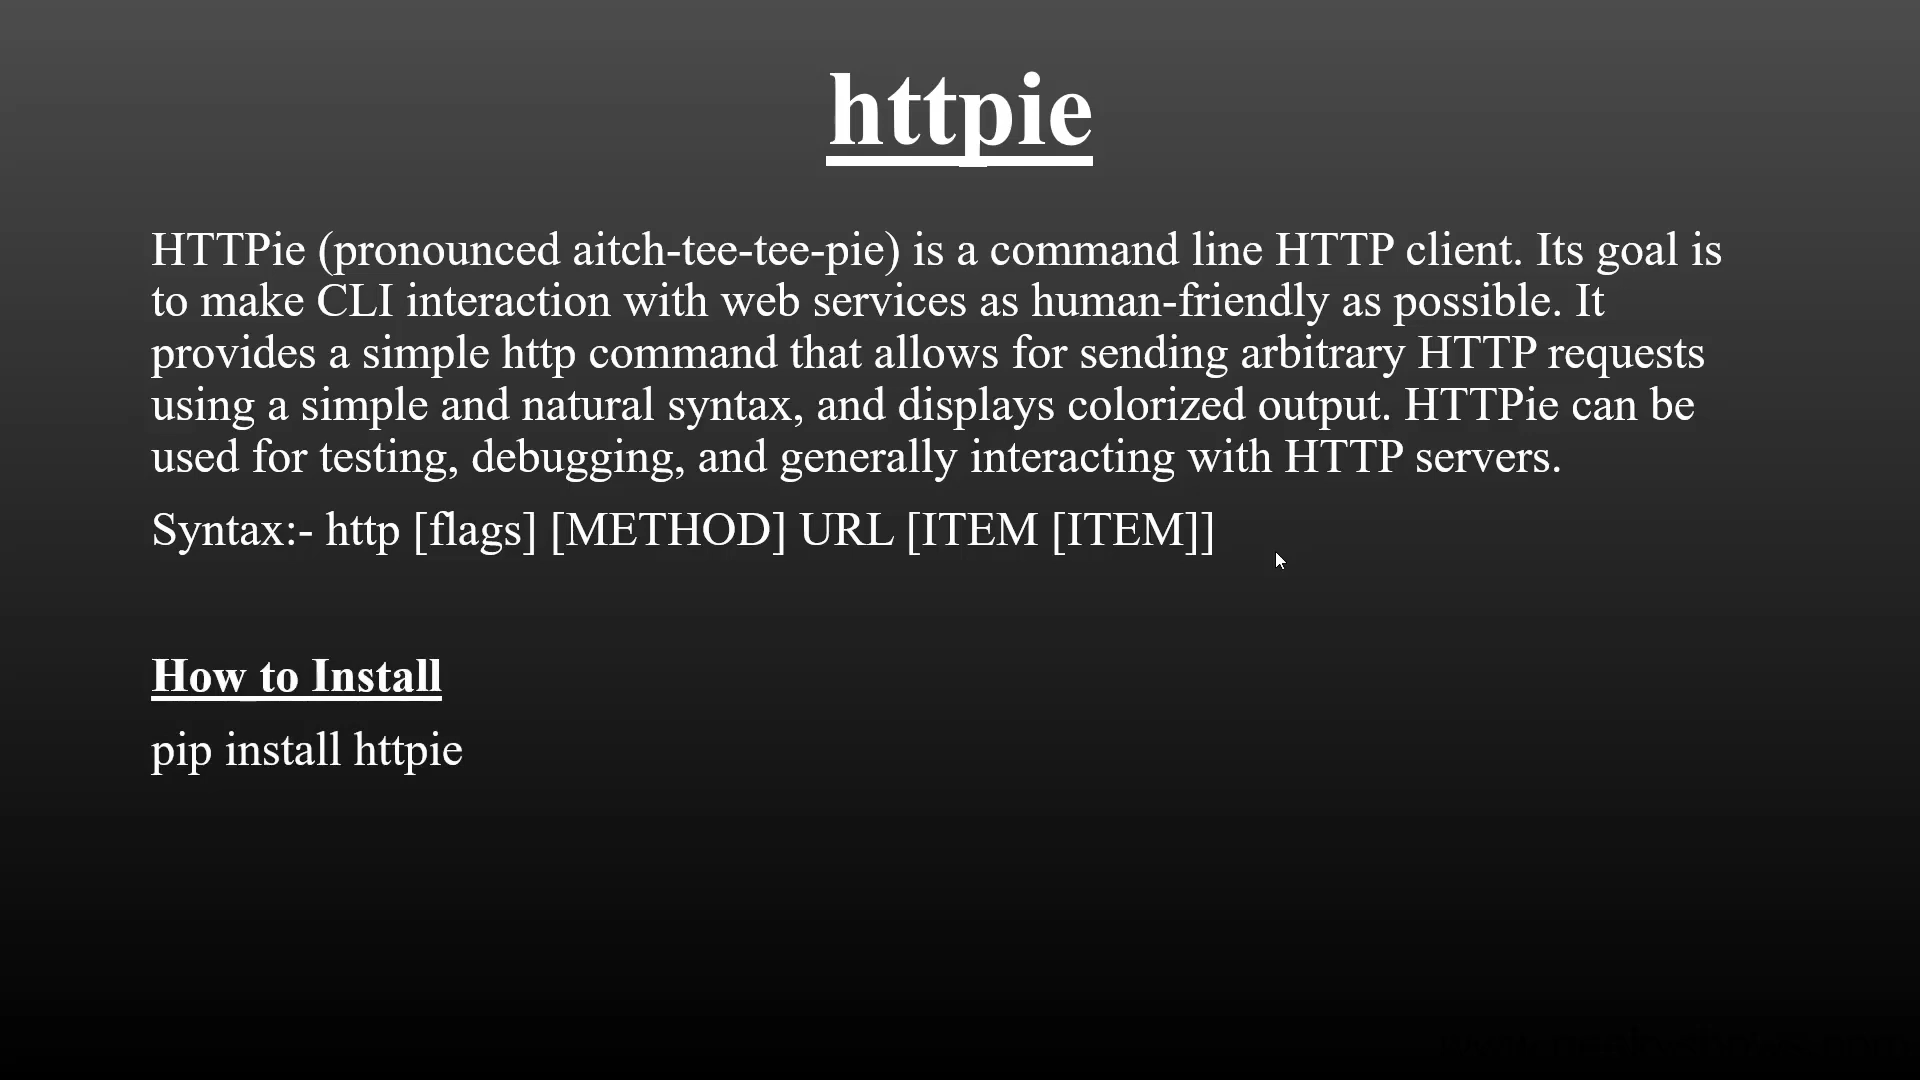 httpie
HTTPie (pronounced aitch-tee-tee-pie) is a command line HTTP client. Its goal is
to make CLI interaction with web services as human-friendly as possible. It
provides a simple http command that allows for sending arbitrary HTTP requests
using a simple and natural syntax, and displays colorized output. HTTPie can be
used for testing, debugging, and generally interacting with HTTP servers.
Syntax:- http [flags] [METHOD] URL [ITEM [ITEM]]
How to Install
pip install httpie